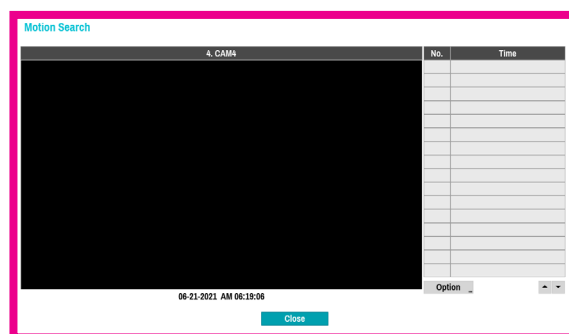 Motion Search
4. CAM4
No. Time
Option
06-21-2021 AM 06:19:06
Close